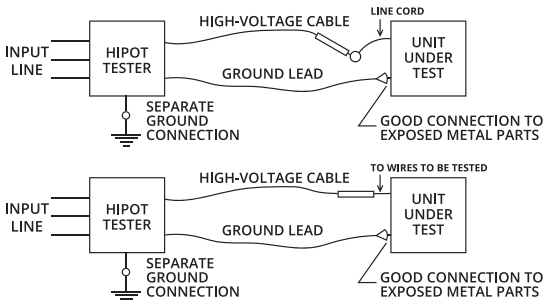 HIGH-VOLTAGE CABLE
LINE CORD
INPUT
LINE
HIPOT
TESTER
UNIT
UNDER
TEST
GROUND LEAD
SEPARATE
GROUND
CONNECTION
GOOD CONNECTION TO
EXPOSED METAL PARTS
HIGH-VOLTAGE CABLE
TO WIRES TO BE TESTED
INPUT
LINE
HIPOT
TESTER
UNIT
UNDER
TEST
GROUND LEAD
SEPARATE
GROUND
CONNECTION
GOOD CONNECTION TO
EXPOSED METAL PARTS